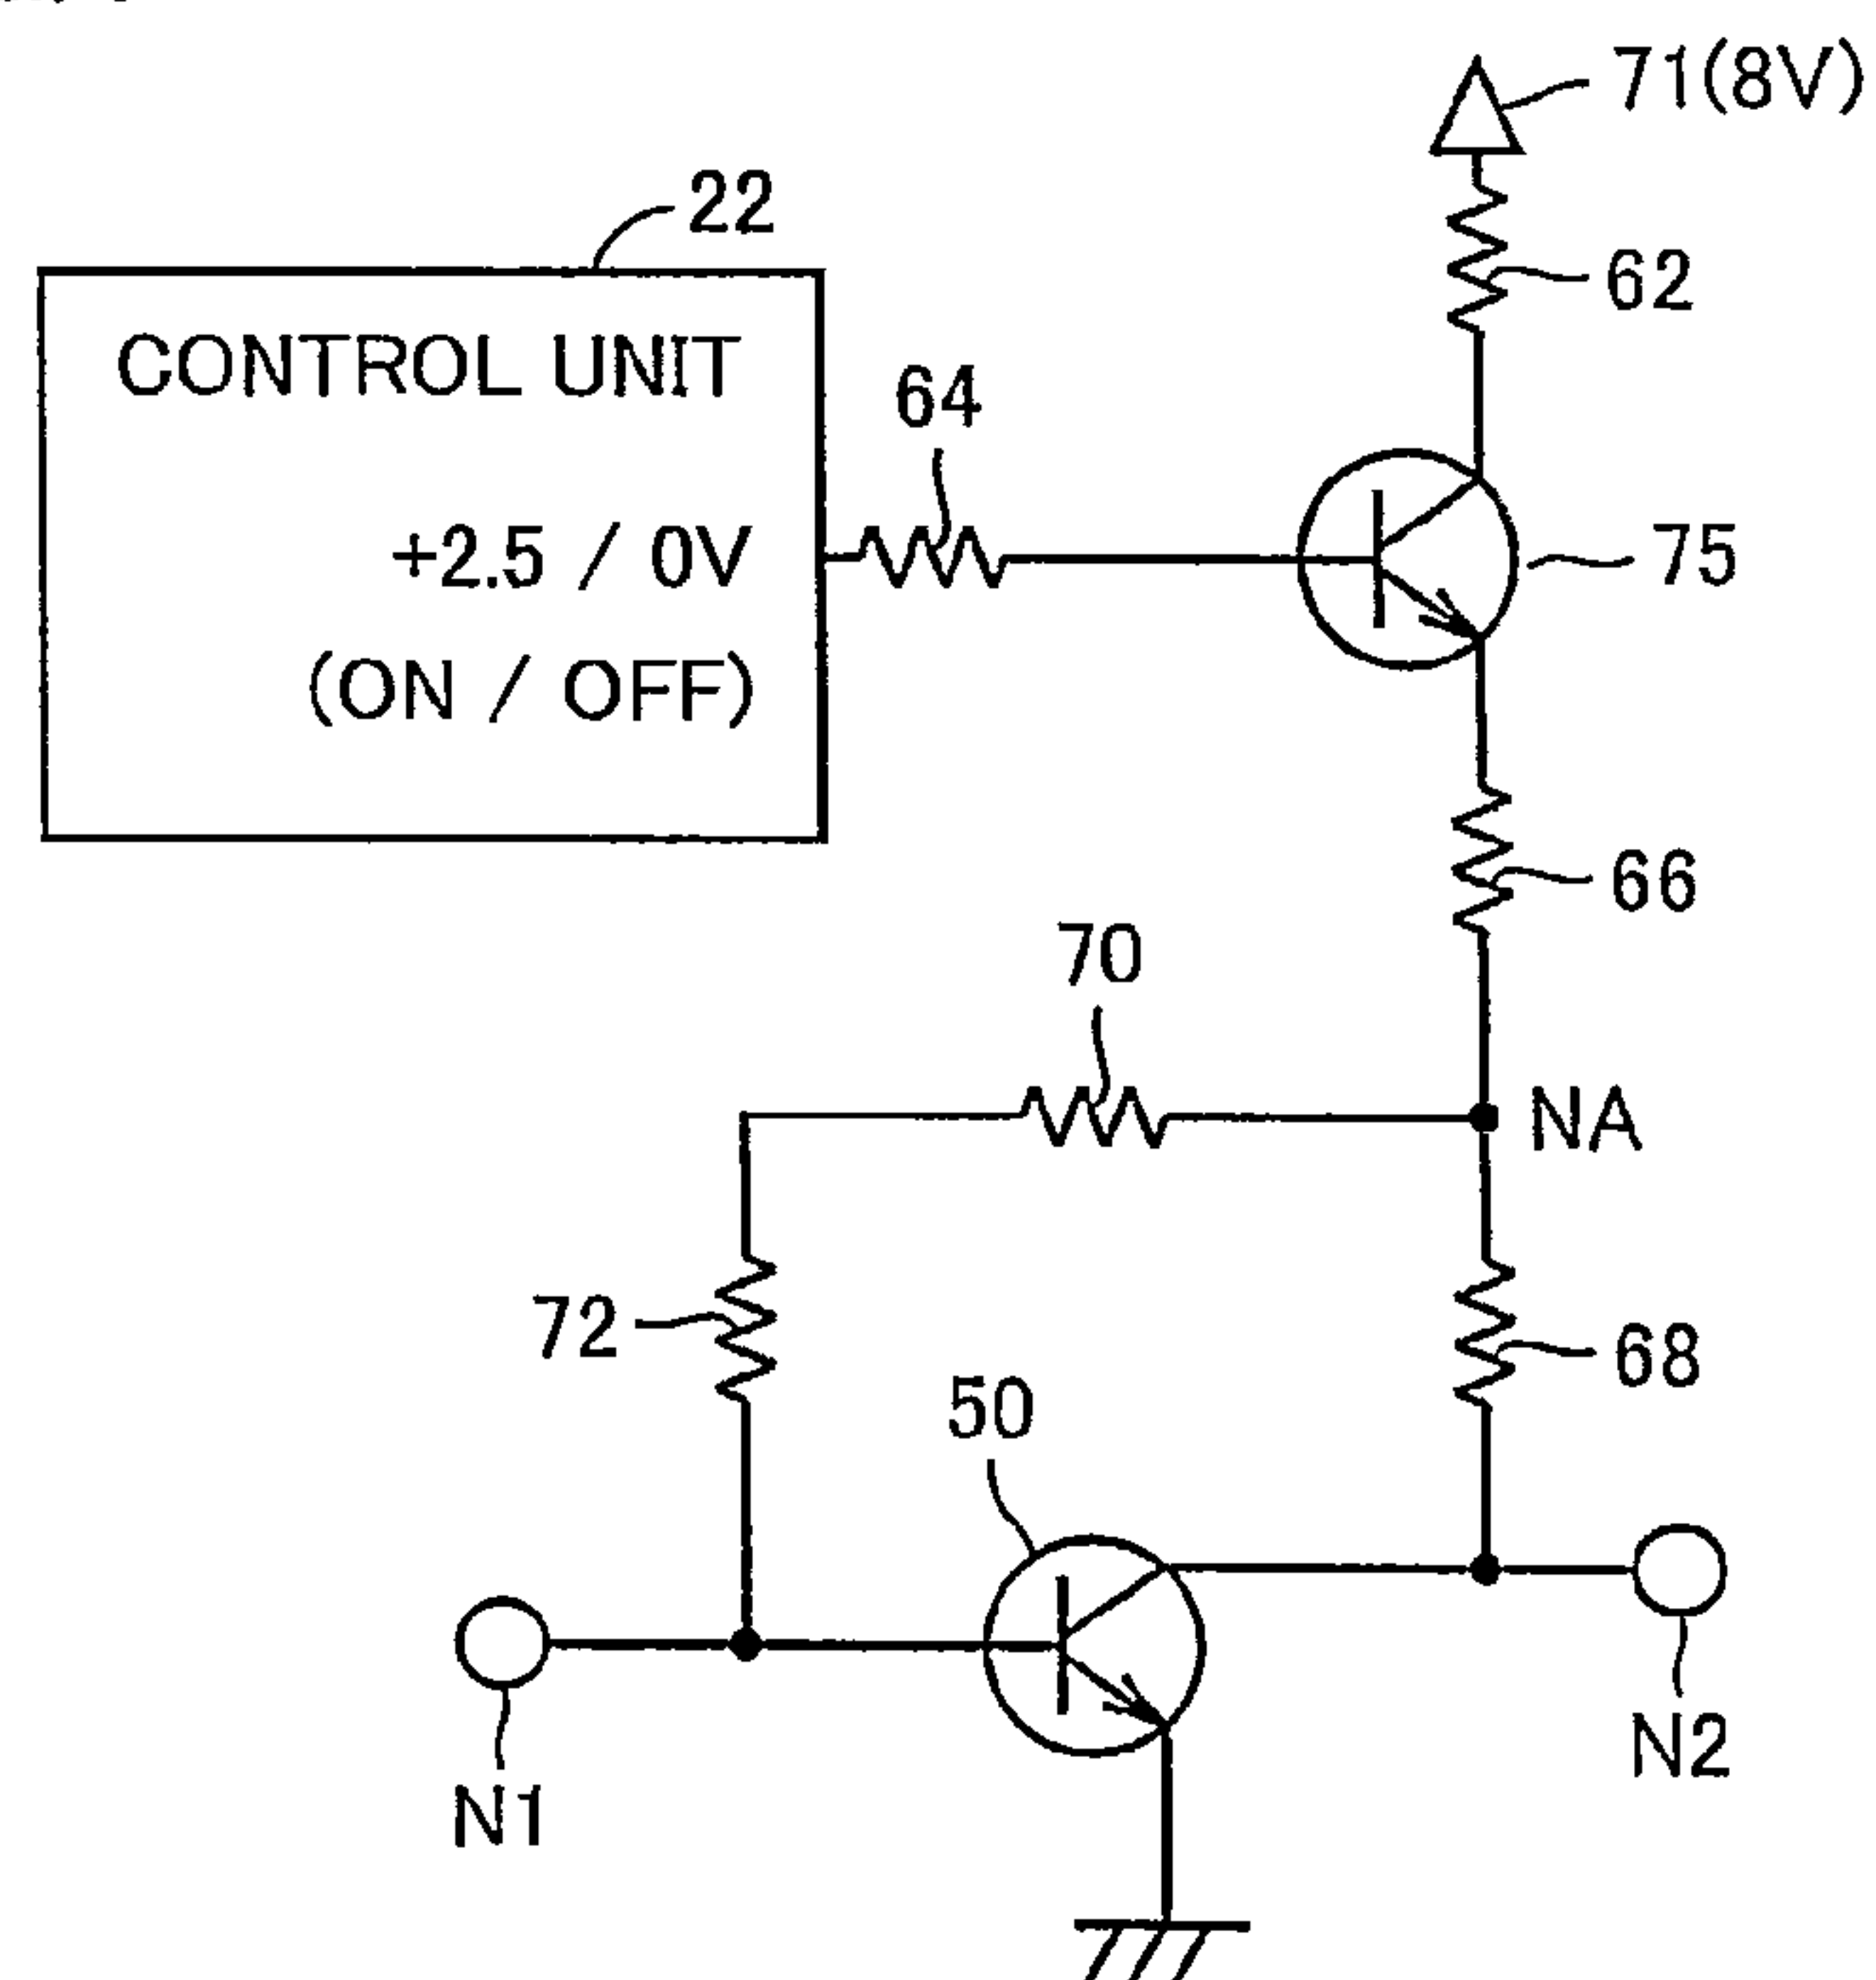 71(8V)
22
62
CONTROL UNIT
64
+2.5 / 0V
75
(ON / OFF)
66
70
NA
72
68
50
N2
N1